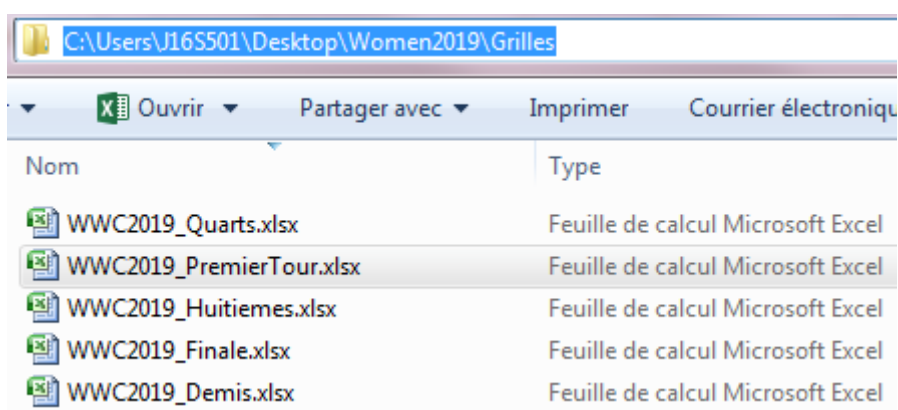 C:\Users\J16S501\Desktop\Women2019\Grilles
Ouvrir Partager avec Imprimer Courrier électroniqu
Nom Type
WWC2019_Quarts.xlsx Feuille de calcul Microsoft Excel
WWC2019_PremierTour.xlsx Feuille de calcul Microsoft Excel
WWC2019_Huitiemes.xlsx Feuille de calcul Microsoft Excel
WWC2019_Finale.xlsx Feuille de calcul Microsoft Excel
WWC2019_Demis.xlsx Feuille de calcul Microsoft Excel